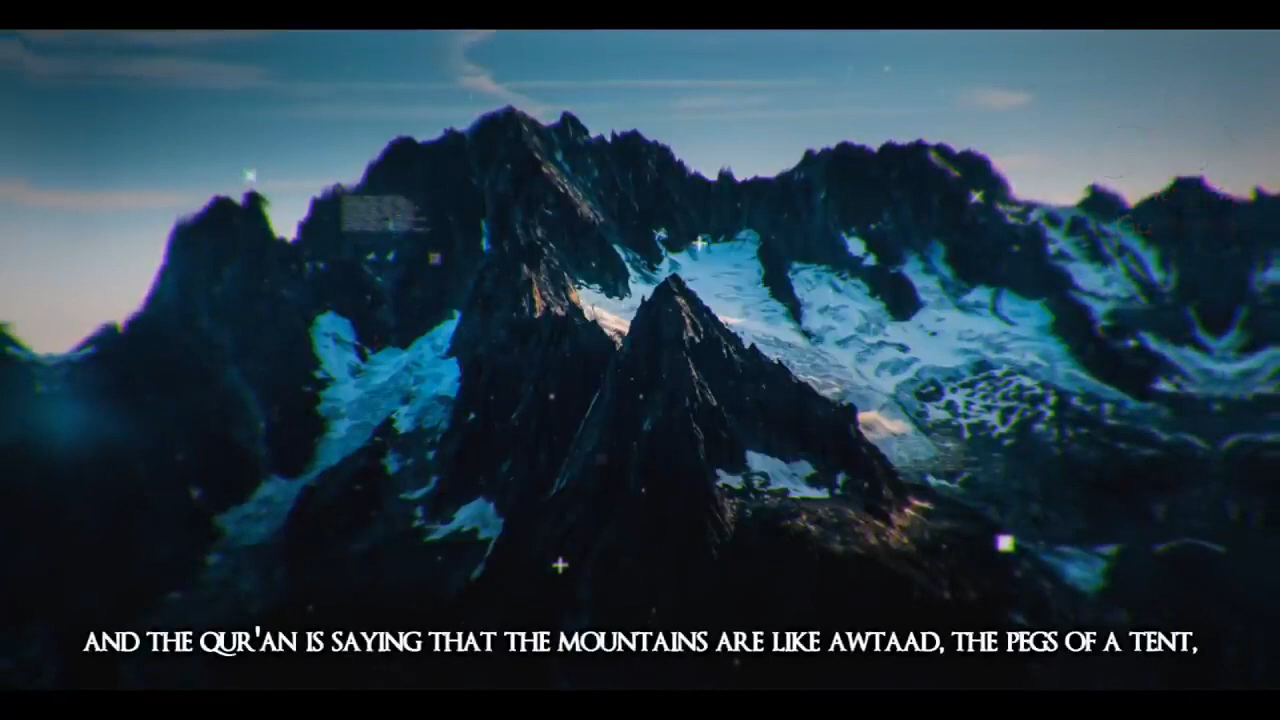 AND THE QUR'AN IS SAYING THAT THE MOUNTAINS ARE LIKE AWTAAD, THE PEGS OF A TENT,